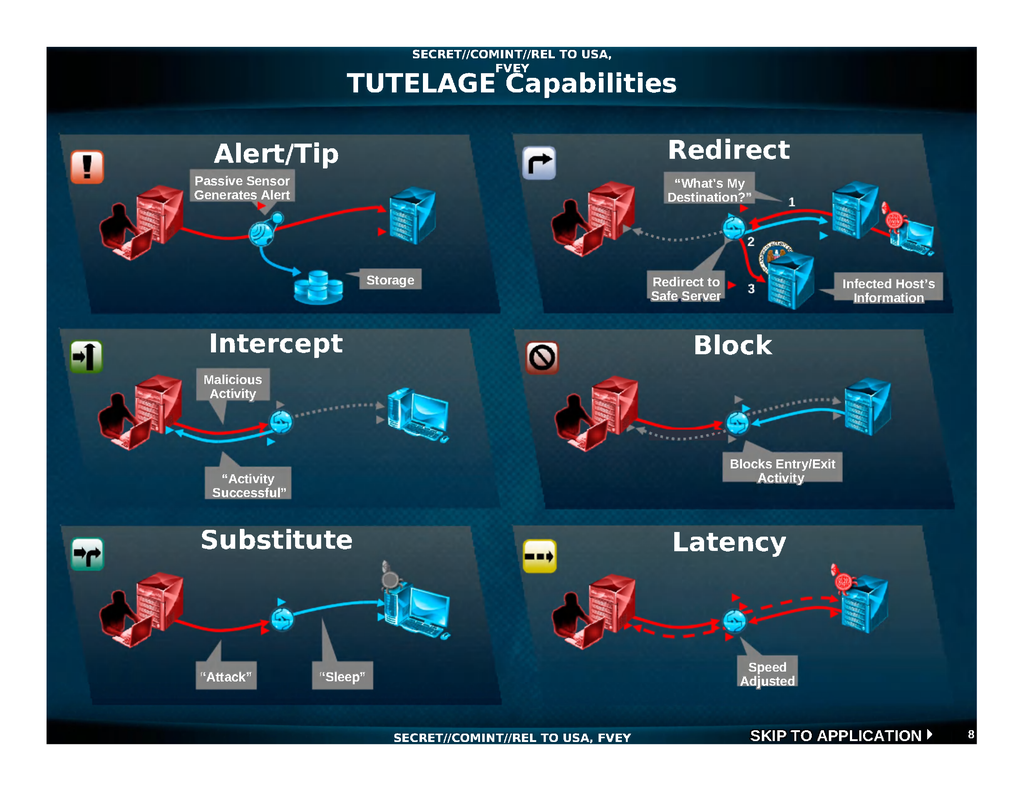 SECRET//COMINT//REL TO USA,
FVEY
TUTELAGE Capabilities
Alert/Tip
Passive Sensor
Generates Alert
Storage
Redirect
“What’s My
Destination?”
1
2
3
Redirect to
Safe Server
Infected Host’s
Information
Intercept
Malicious
Activity
“Activity
Successful”
Block
Blocks Entry/Exit
Activity
Substitute
“Attack”
“Sleep”
Latency
Speed
Adjusted
SECRET//COMINT//REL TO USA, FVEY
SKIP TO APPLICATION
8